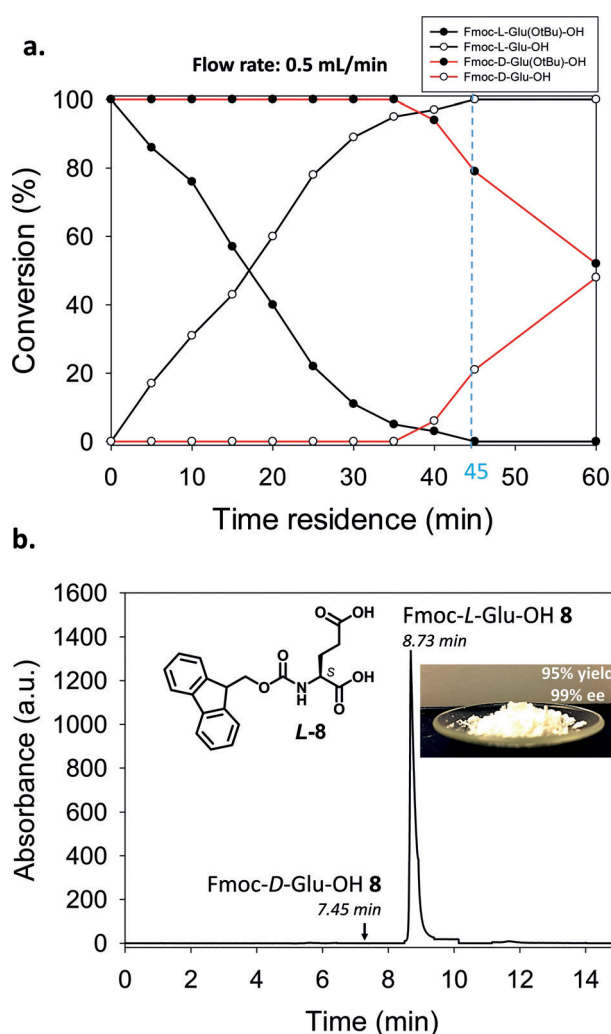 a.
Flow rate: 0.5 mL/min
Fmoc-L-Glu(OtBu)-OH
Fmoc-L-Glu-OH
Fmoc-D-Glu(OtBu)-OH
Fmoc-D-Glu-OH
Conversion (%)
100
80
60
40
20
0
0 10 20 30 40 45 50 60
Time residence (min)
b.
Absorbance (a.u.)
1600
1400
1200
1000
800
600
400
200
0
Fmoc-L-Glu-OH 8
8.73 min
95% yield
99% ee
O OH
O
O N H S OH
O
L-8
Fmoc-D-Glu-OH 8
7.45 min
0 2 4 6 8 10 12 14
Time (min)